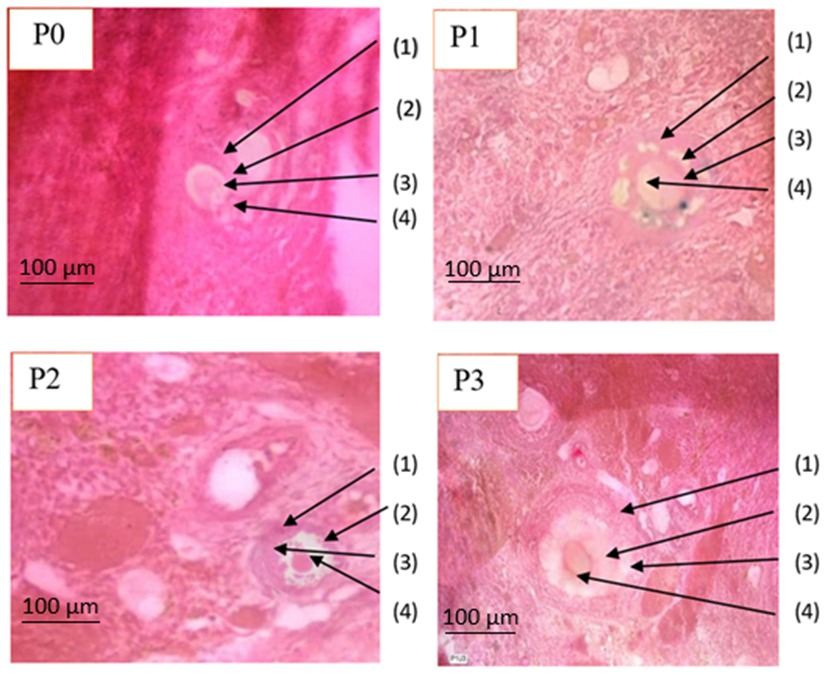 P0
(1)
(2)
(3)
(4)
100 µm
P1
(1)
(2)
(3)
(4)
100 µm
P2
(1)
(2)
(3)
(4)
100 µm
P3
(1)
(2)
(3)
(4)
100 µm